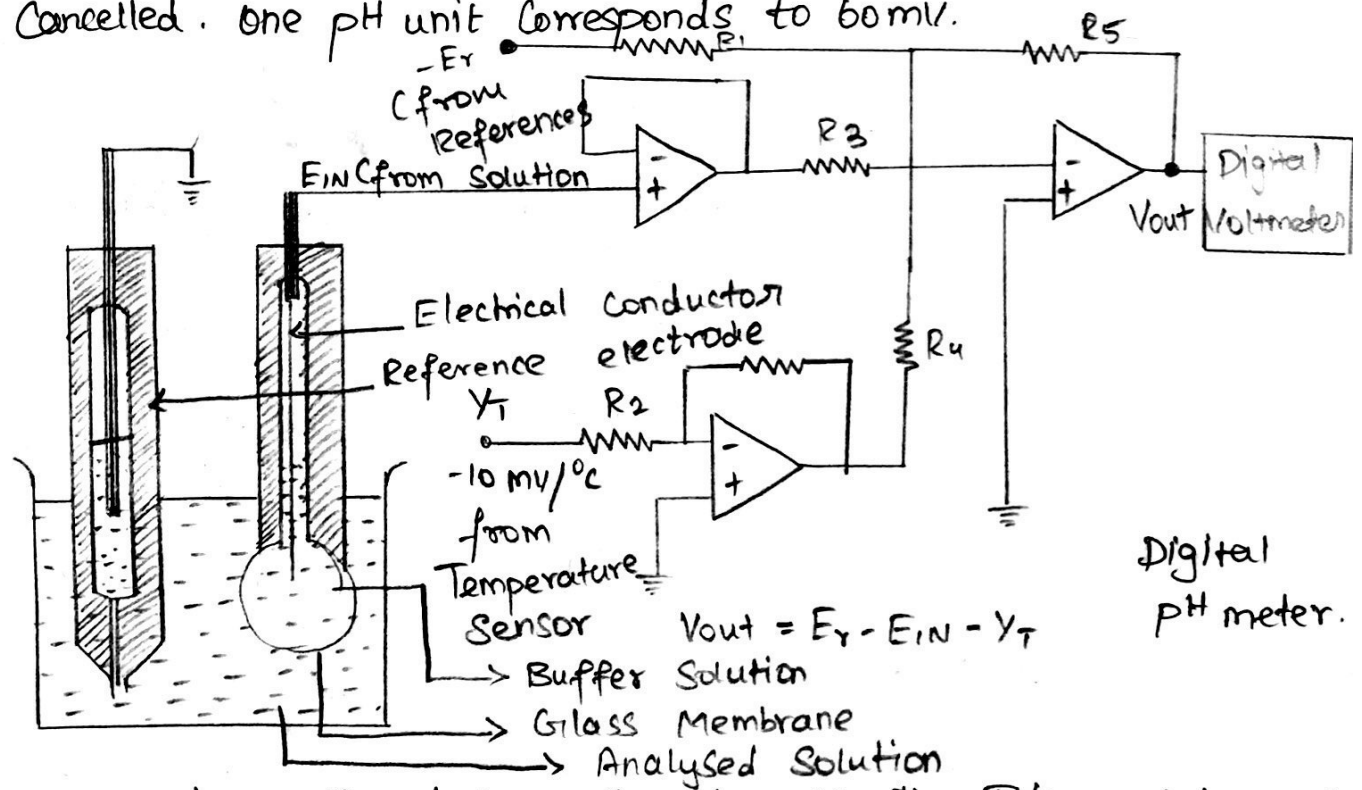 Cancelled. One pH unit Corresponds to 60mV.
R1
R5
-Er
(from
References
R3
EIN (from Solution
-
+
-
+
Digital
Voltmeter
Vout
Electrical Conductor
electrode
Reference
R4
YT
R2
-10 mV/°C
from
Temperature
Sensor
-
+
Vout = Er - EIN - YT
Digital
pH meter.
Buffer Solution
Glass Membrane
Analysed Solution